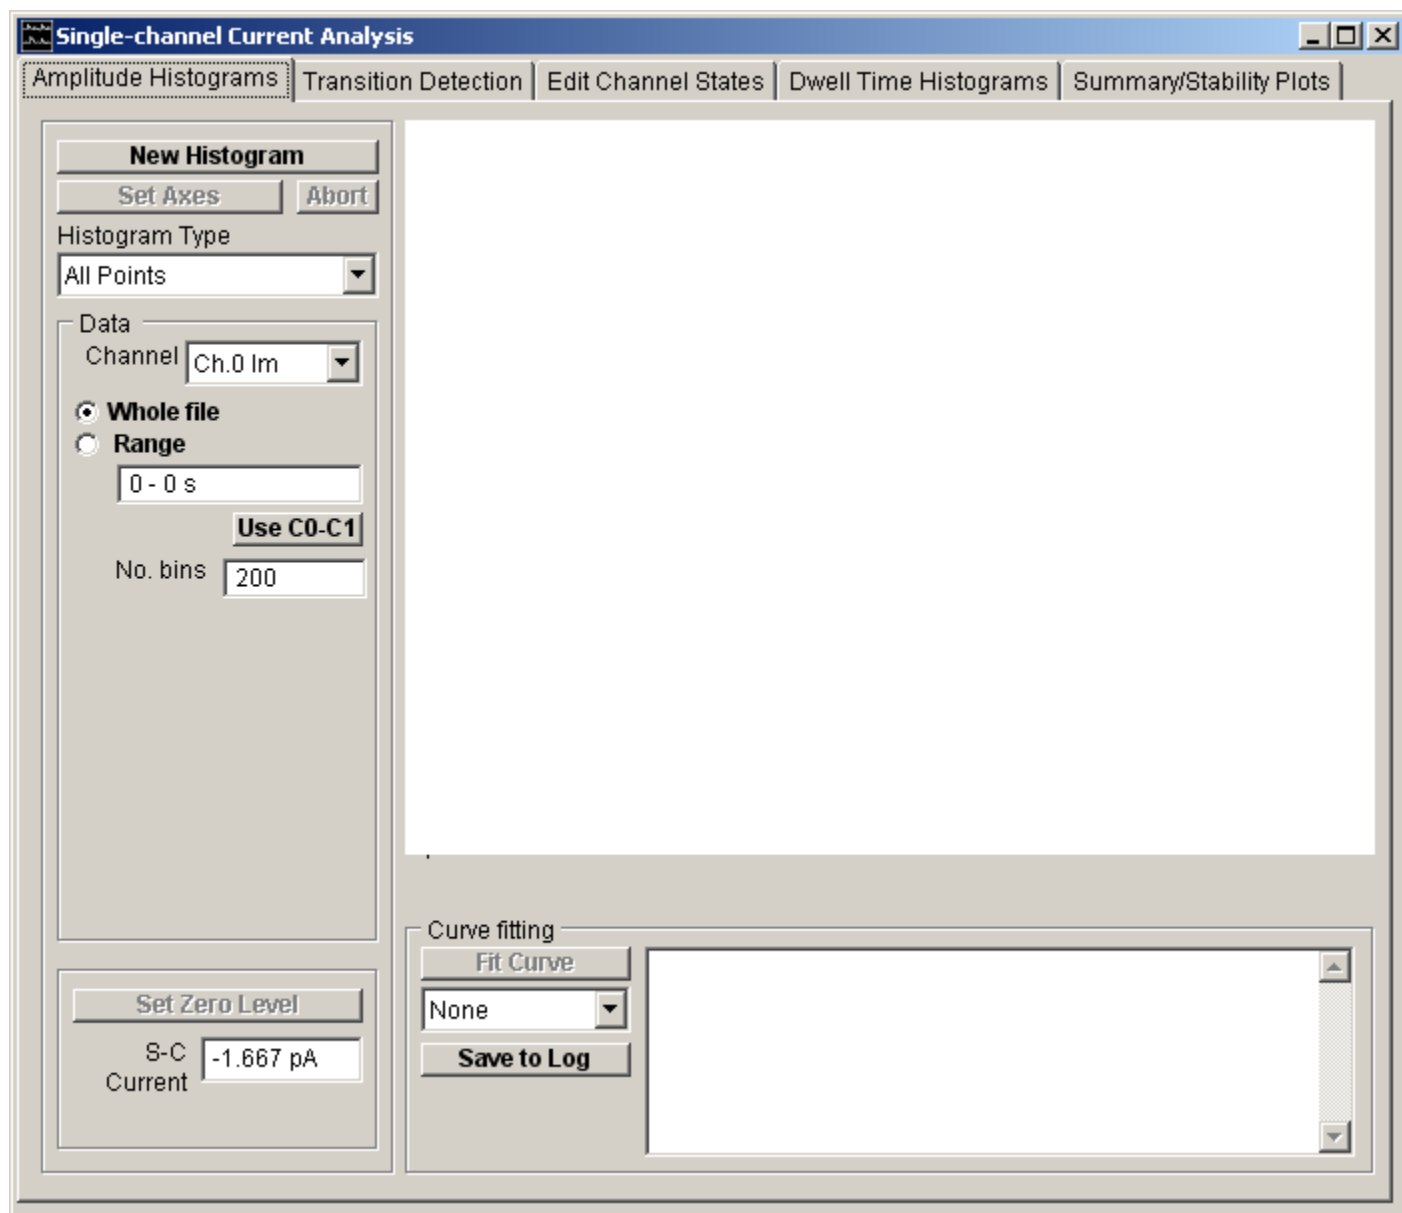 Single-channel Current Analysis
Amplitude Histograms Transition Detection Edit Channel States Dwell Time Histograms Summary/Stability Plots
New Histogram
Set Axes Abort
Histogram Type
All Points
Data
Channel Ch.0 Im
Whole file
Range
0 - 0 s
Use C0-C1
No. bins 200
Set Zero Level
S-C
Current
-1.667 pA
Curve fitting
Fit Curve
None
Save to Log